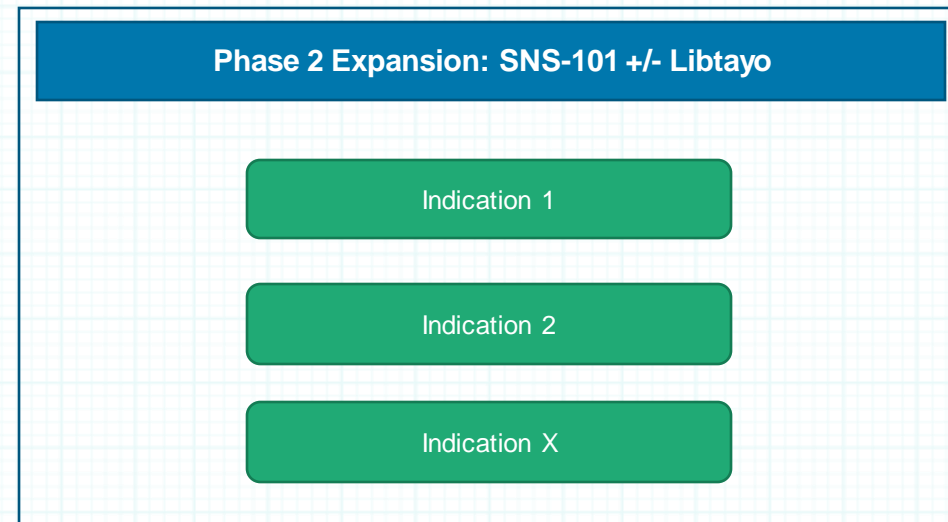 Phase 2 Expansion: SNS-101 +/- Libtayo
Indication 1
Indication 2
Indication X